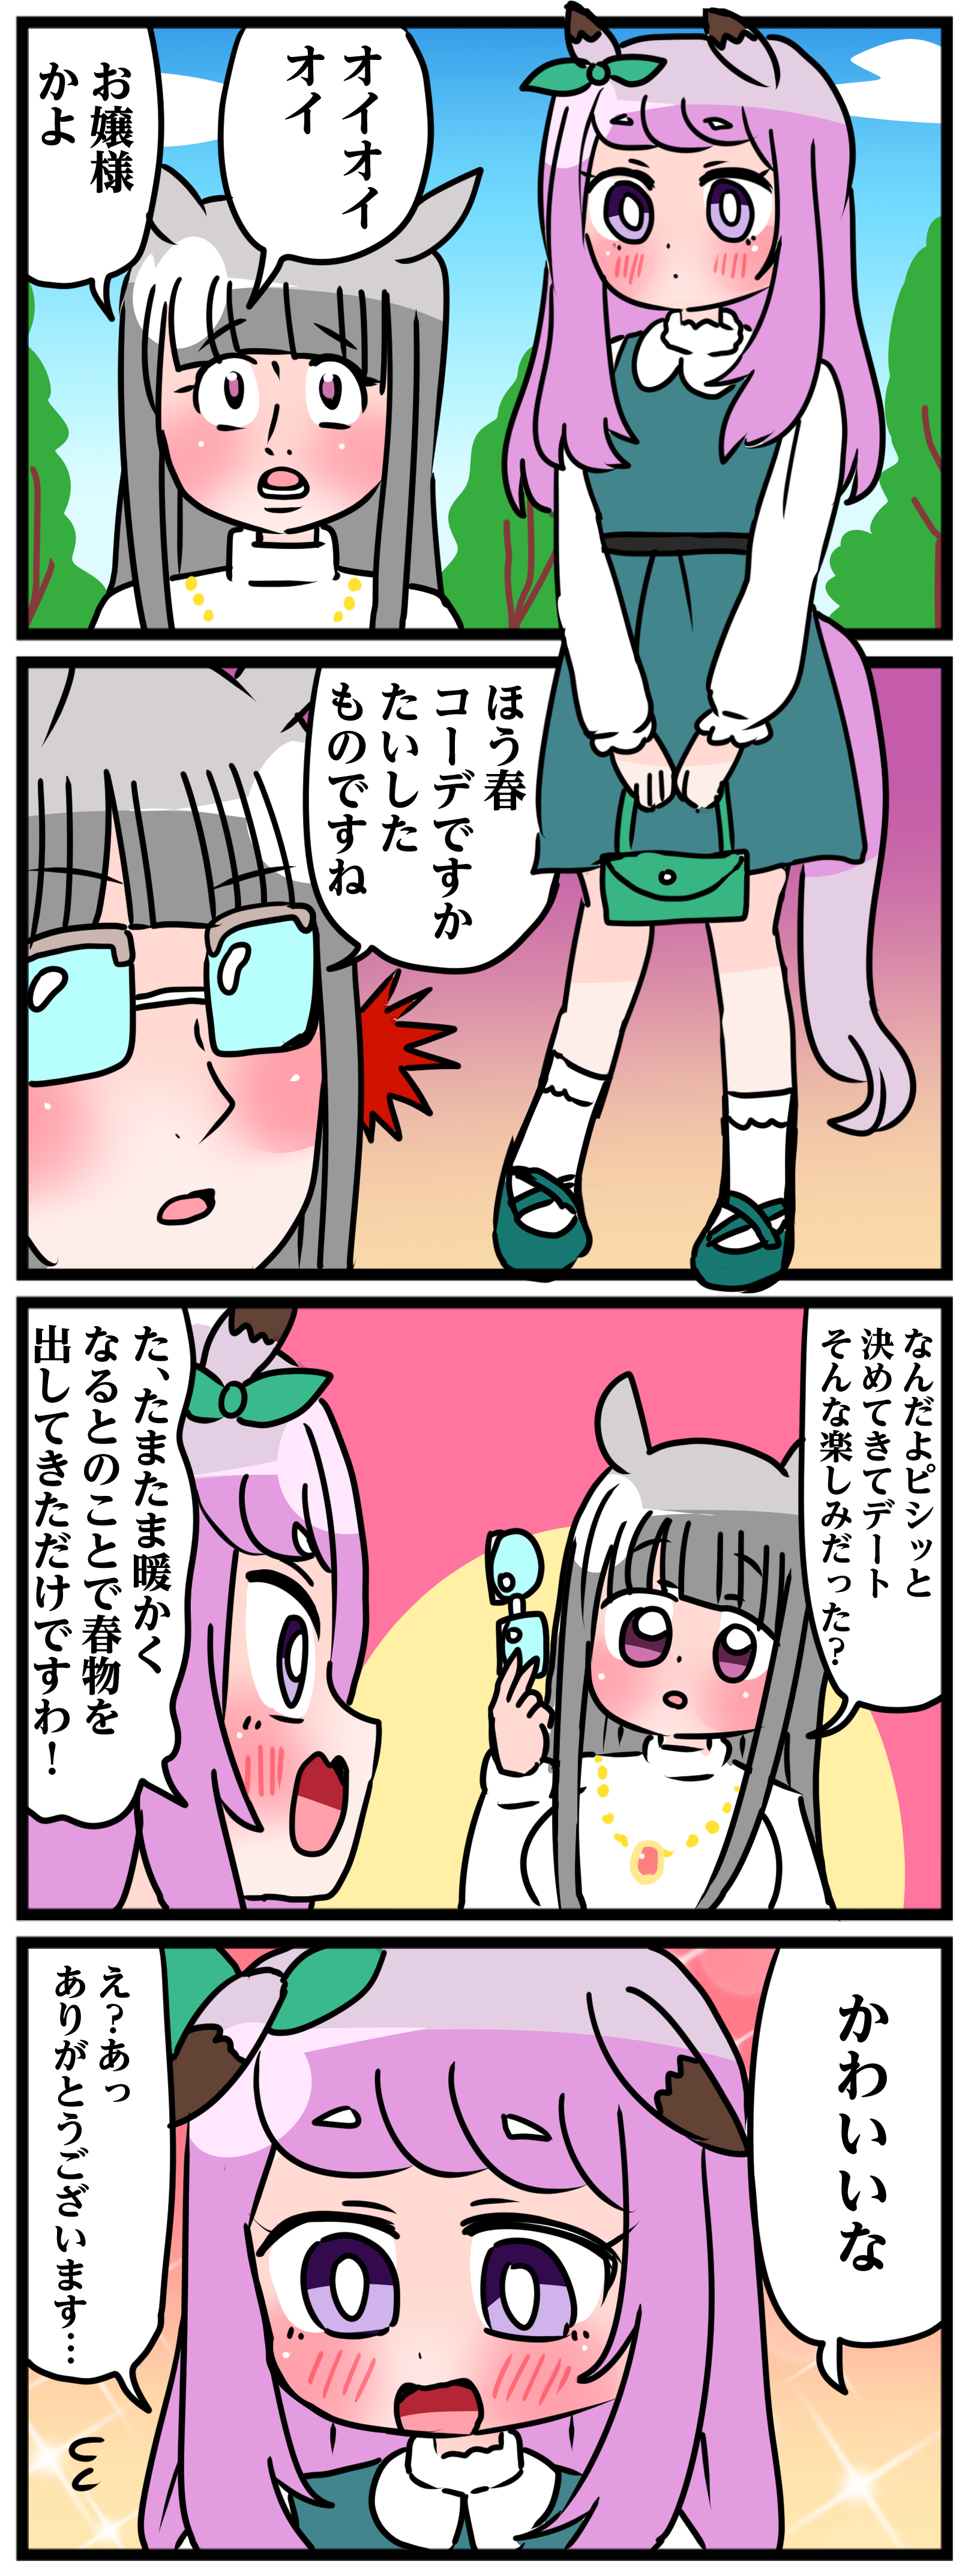 オイオイ
オイ
お嬢様
かよ
ほう春
コーデですか
たいした
ものですね
なんだよピシッと
決めてきてデート
そんな楽しみだった?
た、たまたま暖かく
なるとのことで春物を
出してきただけですわ!
かわいいな
え?あっ
ありがとうございます…